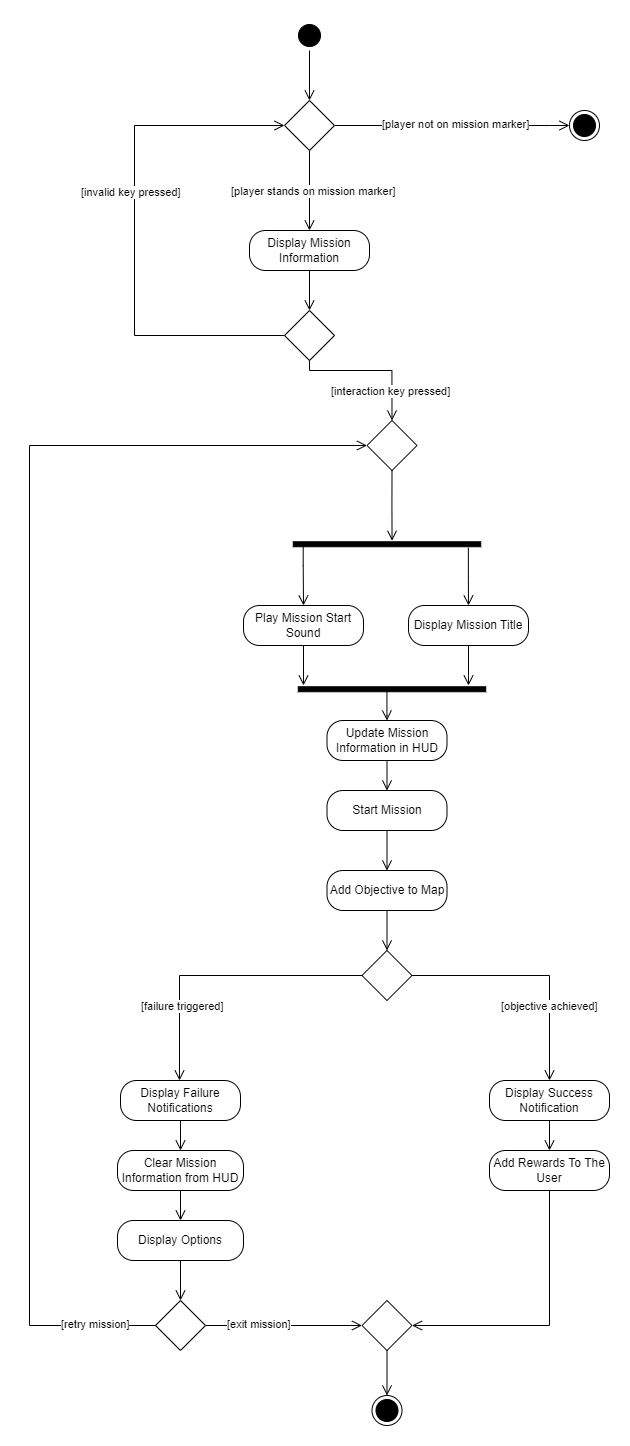 [player not on mission marker]
[invalid key pressed]
[player stands on mission marker]
Display Mission
Information
[interaction key pressed]
Play Mission Start
Sound
Display Mission Title
Update Mission
Information in HUD
Start Mission
Add Objective to Map
[failure triggered]
[objective achieved]
Display Failure
Notifications
Display Success
Notification
Clear Mission
Information from HUD
Add Rewards To The
User
Display Options
[retry mission]
[exit mission]